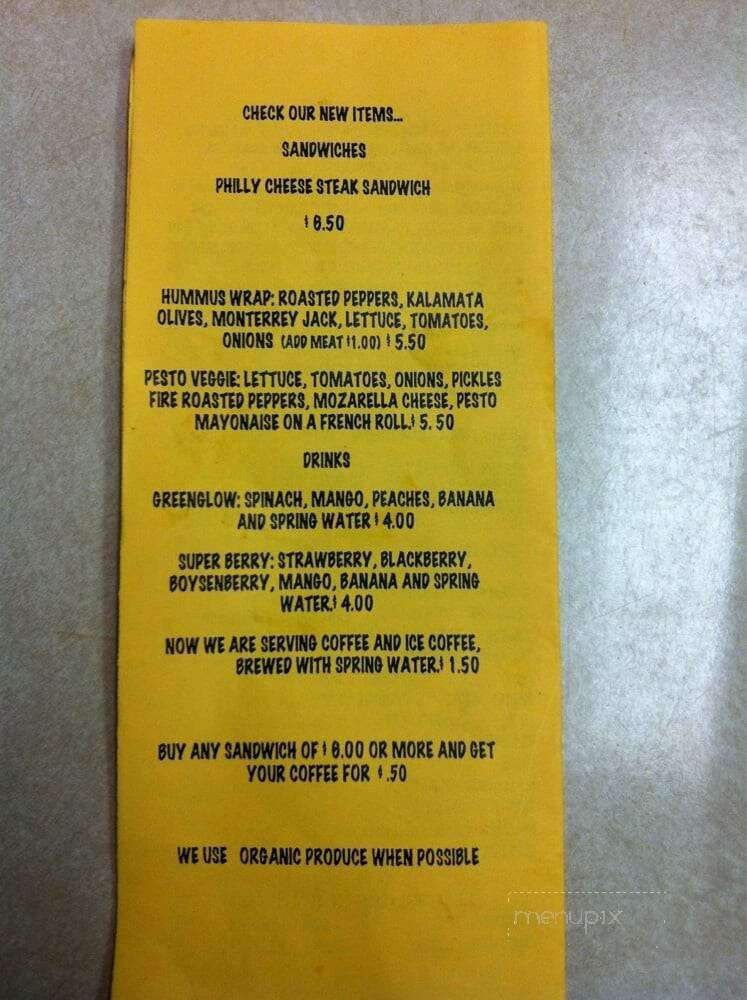 CHECK OUR NEW ITEMS...
SANDWICHES
PHILLY CHEESE STEAK SANDWICH
$6.50
HUMMUS WRAP: ROASTED PEPPERS, KALAMATA
OLIVES, MONTERREY JACK, LETTUCE, TOMATOES,
ONIONS (ADD MEAT $1.00) $5.50
PESTO VEGGIE: LETTUCE, TOMATOES, ONIONS, PICKLES
FIRE ROASTED PEPPERS, MOZARELLA CHEESE, PESTO
MAYONAISE ON A FRENCH ROLL.$ 5. 50
DRINKS
GREENGLOW: SPINACH, MANGO, PEACHES, BANANA
AND SPRING WATER $4.00
SUPER BERRY: STRAWBERRY, BLACKBERRY,
BOYSENBERRY, MANGO, BANANA AND SPRING
WATER.$4.00
NOW WE ARE SERVING COFFEE AND ICE COFFEE,
BREWED WITH SPRING WATER.$ 1.50
BUY ANY SANDWICH OF $6.00 OR MORE AND GET
YOUR COFFEE FOR $.50
WE USE ORGANIC PRODUCE WHEN POSSIBLE
menupix